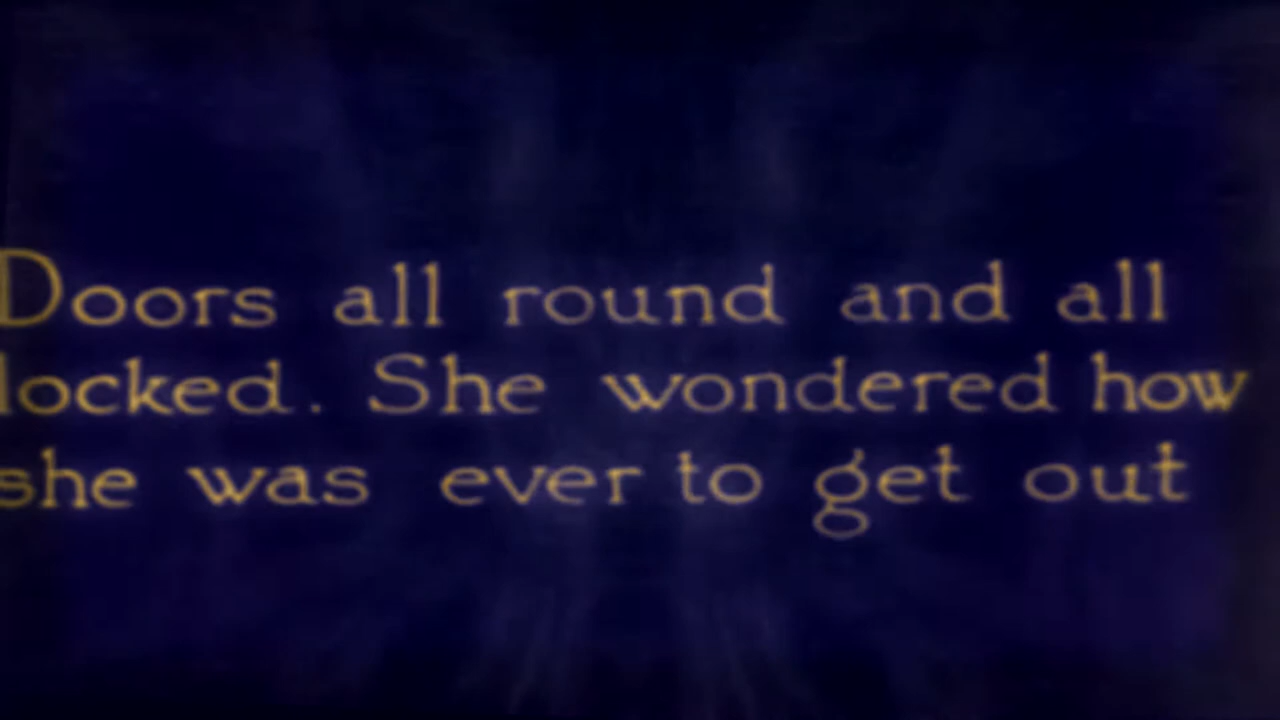 Doors all round and all
locked. She wondered how
she was ever to get out